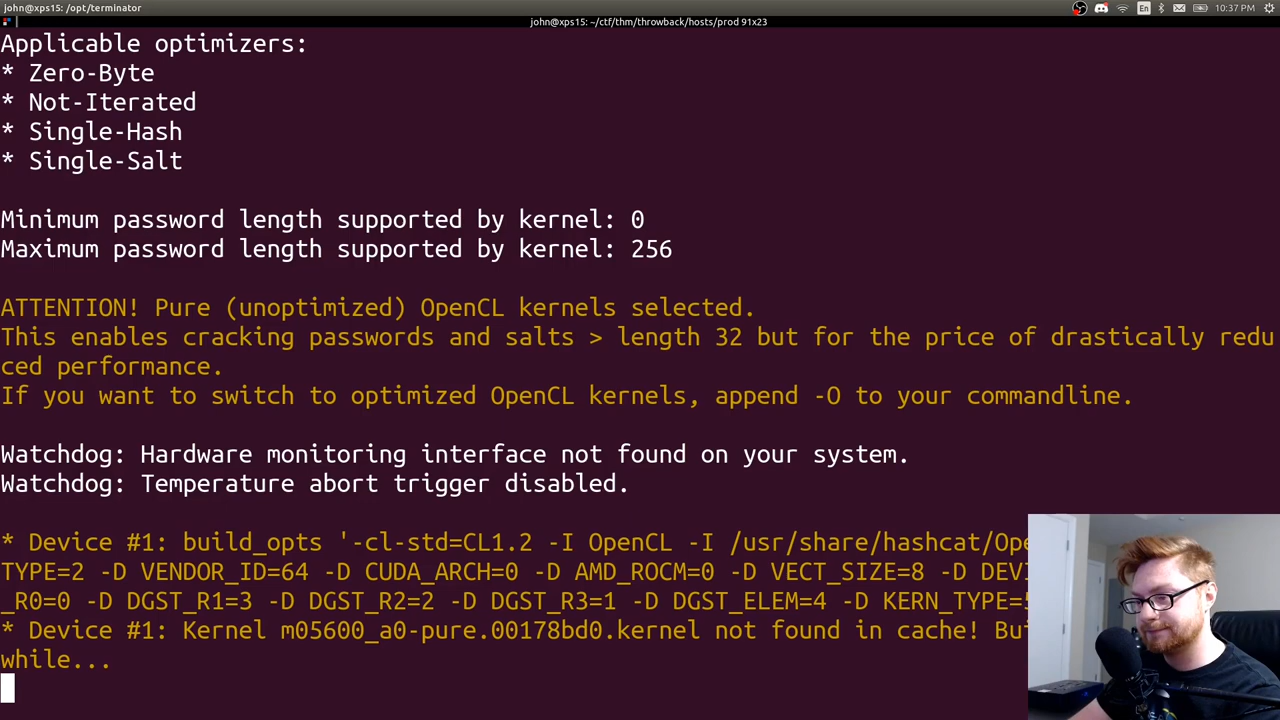 john@xps15: /opt/terminator
En
10:37 PM
john@xps15: ~/ctf/thm/throwback/hosts/prod 91x23
Applicable optimizers:
* Zero-Byte
* Not-Iterated
* Single-Hash
* Single-Salt
Minimum password length supported by kernel: 0
Maximum password length supported by kernel: 256
ATTENTION! Pure (unoptimized) OpenCL kernels selected.
This enables cracking passwords and salts > length 32 but for the price of drastically redu
ced performance.
If you want to switch to optimized OpenCL kernels, append -O to your commandline.
Watchdog: Hardware monitoring interface not found on your system.
Watchdog: Temperature abort trigger disabled.
* Device #1: build_opts '-cl-std=CL1.2 -I OpenCL -I /usr/share/hashcat/Ope
TYPE=2 -D VENDOR_ID=64 -D CUDA_ARCH=0 -D AMD_ROCM=0 -D VECT_SIZE=8 -D DEVI
_R0=0 -D DGST_R1=3 -D DGST_R2=2 -D DGST_R3=1 -D DGST_ELEM=4 -D KERN_TYPE=5
* Device #1: Kernel m05600_a0-pure.00178bd0.kernel not found in cache! Bui
while...